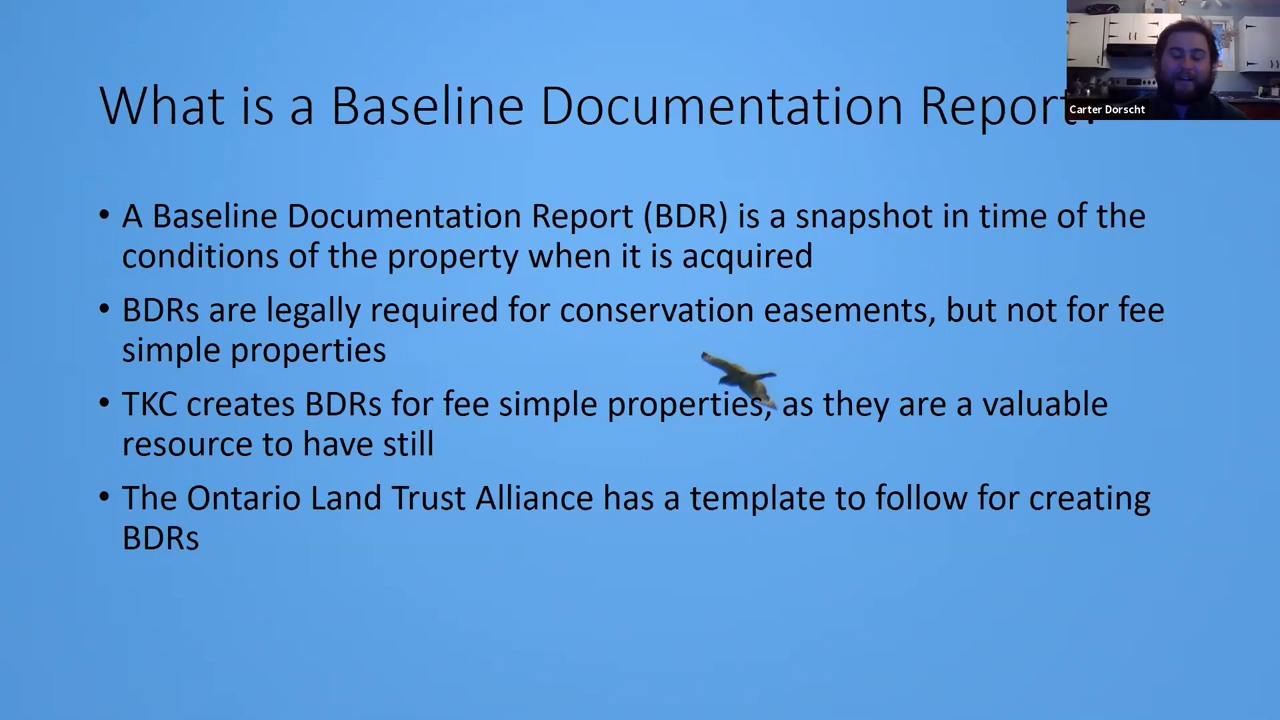 What is a Baseline Documentation Report?
Carter Dorscht
• A Baseline Documentation Report (BDR) is a snapshot in time of the
conditions of the property when it is acquired
• BDRs are legally required for conservation easements, but not for fee
simple properties
• TKC creates BDRs for fee simple properties, as they are a valuable
resource to have still
• The Ontario Land Trust Alliance has a template to follow for creating
BDRs